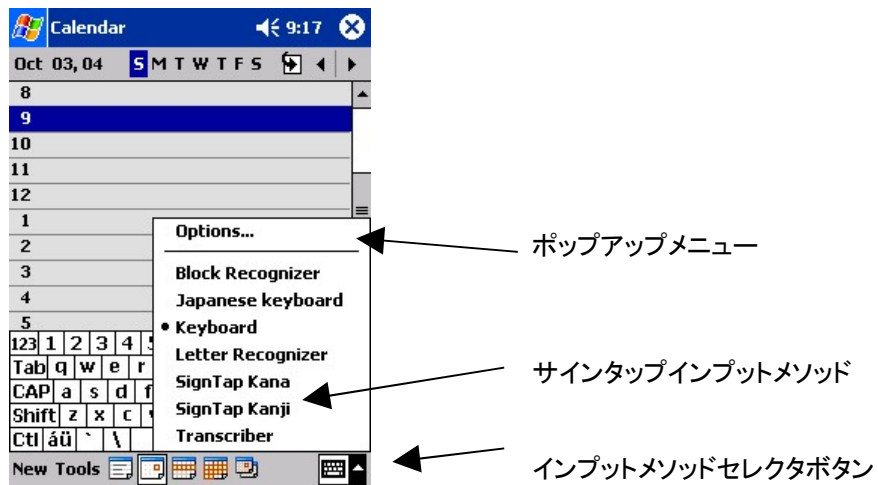 Calendar 9:17
Oct 03, 04 S M T W T F S
8
9
10
11
12
1
2
3
4
5
Options...
Block Recognizer
Japanese keyboard
Keyboard
Letter Recognizer
SignTap Kana
SignTap Kanji
Transcriber
123 1 2 3 4
Tab q w e r
CAP a s d f
Shift z x c
Ctl áü ` \
New Tools
ポップアップメニュー
サインタップインプットメソッド
インプットメソッドセレクタボタン